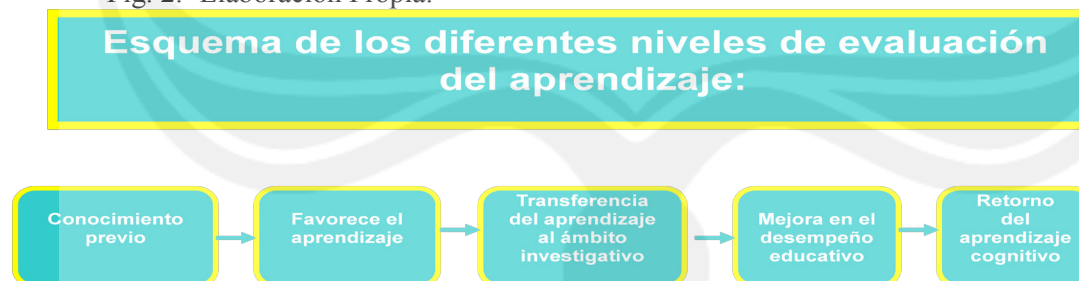 Fig. 2. Elaboración Propia.
Esquema de los diferentes niveles de evaluación
del aprendizaje:
Conocimiento
previo
Favorece el
aprendizaje
Transferencia
del aprendizaje
al ámbito
investigativo
Mejora en el
desempeño
educativo
Retorno
del
aprendizaje
cognitivo